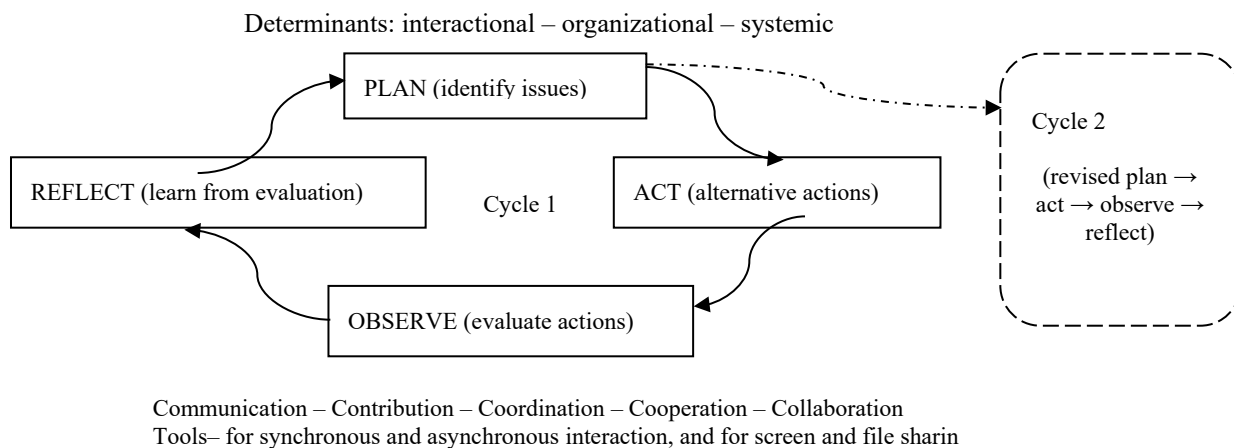 Determinants: interactional – organizational – systemic
PLAN (identify issues)
REFLECT (learn from evaluation)
Cycle 1
ACT (alternative actions)
OBSERVE (evaluate actions)
Cycle 2
(revised plan →
act → observe →
reflect)
Communication – Contribution – Coordination – Cooperation – Collaboration
Tools– for synchronous and asynchronous interaction, and for screen and file sharin